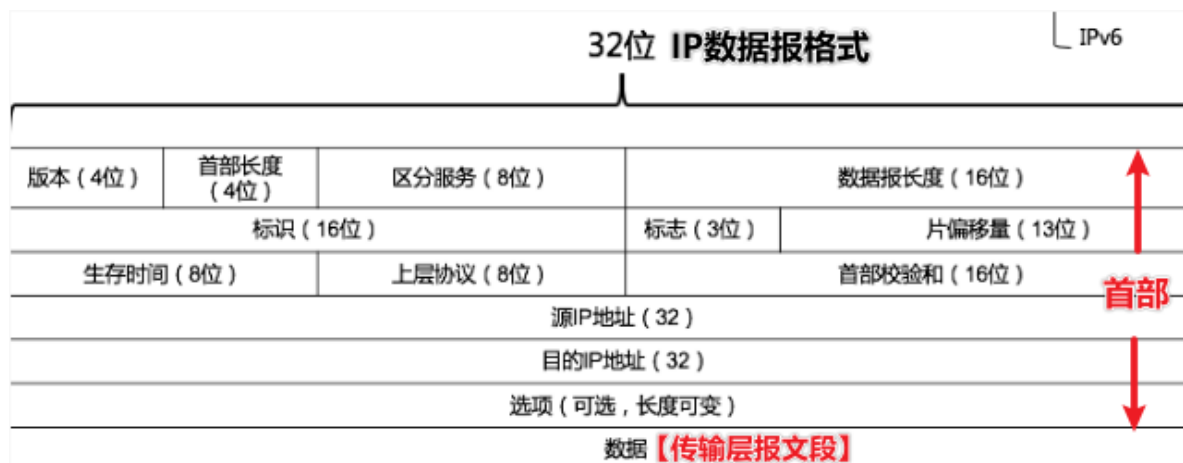 32位 IP数据报格式
IPv6
版本（4位） 首部长度（4位） 区分服务（8位） 数据报长度（16位）
标识（16位） 标志（3位） 片偏移量（13位）
生存时间（8位） 上层协议（8位） 首部校验和（16位）
首部
源IP地址（32）
目的IP地址（32）
选项（可选，长度可变）
数据【传输层报文段】